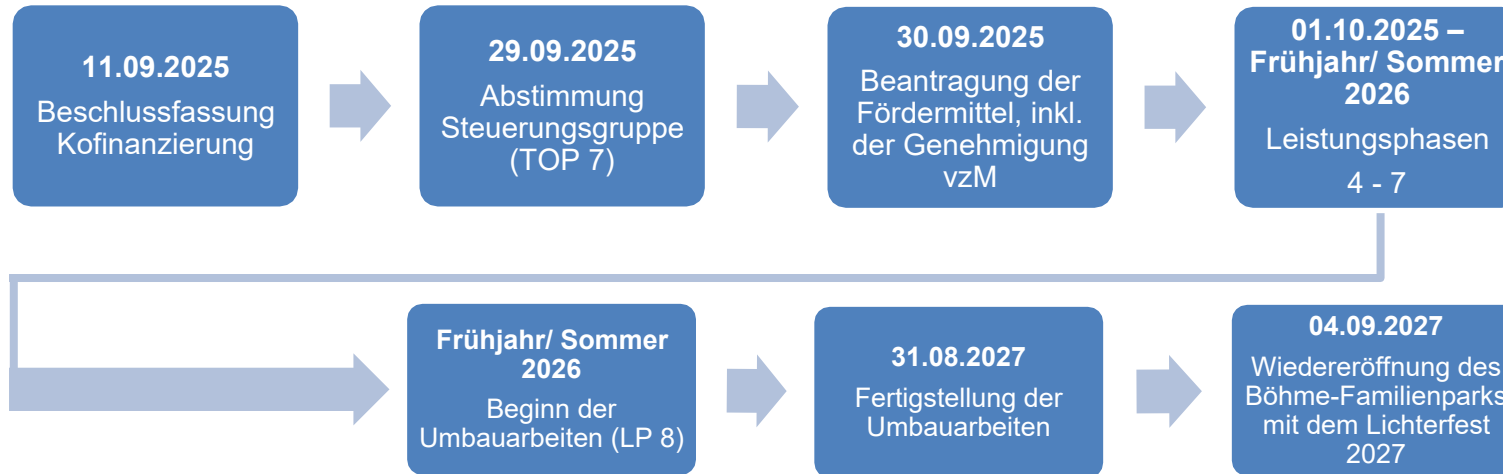 11.09.2025
Beschlussfassung
Kofinanzierung
29.09.2025
Abstimmung
Steuerungsgruppe
(TOP 7)
30.09.2025
Beantragung der
Fördermittel, inkl.
der Genehmigung
vzM
01.10.2025 –
Frühjahr/ Sommer
2026
Leistungsphasen
4 - 7
Frühjahr/ Sommer
2026
Beginn der
Umbauarbeiten (LP 8)
31.08.2027
Fertigstellung der
Umbauarbeiten
04.09.2027
Wiedereröffnung des
Böhme-Familienparks
mit dem Lichterfest
2027